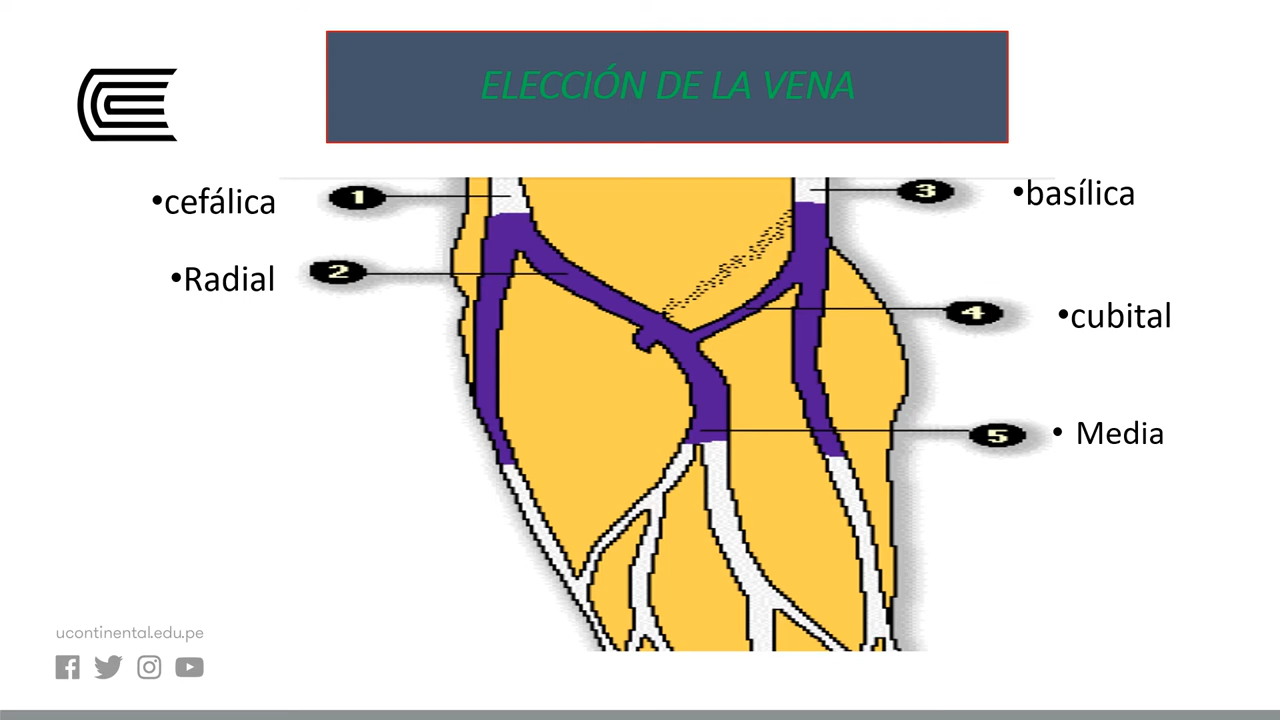 ELECCIÓN DE LA VENA
•cefálica
1
3
•basílica
•Radial
2
4
•cubital
5
• Media
ucontinental.edu.pe